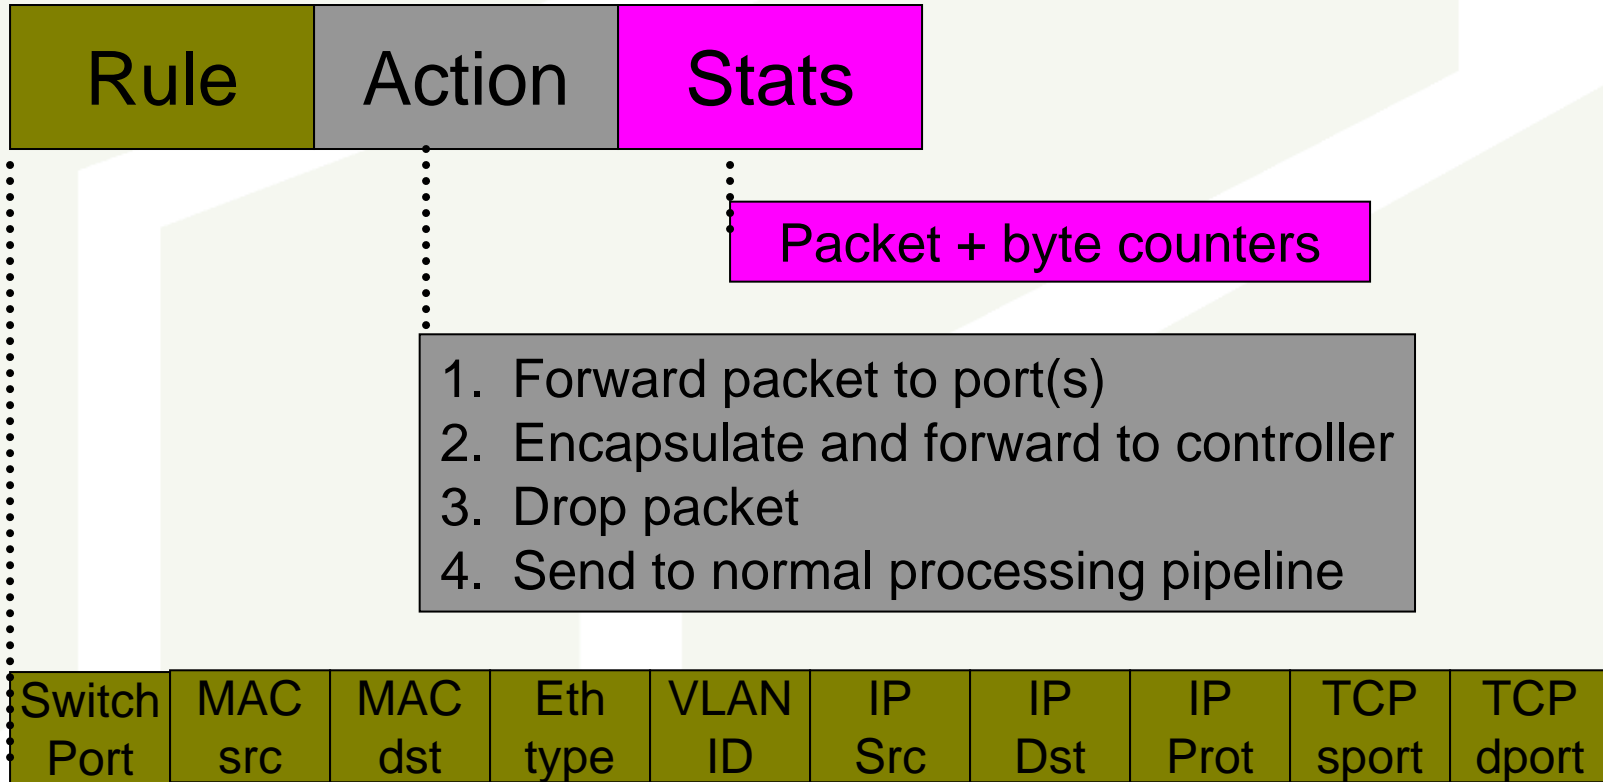 Rule Action Stats
Packet + byte counters
1. Forward packet to port(s)
2. Encapsulate and forward to controller
3. Drop packet
4. Send to normal processing pipeline
Switch MAC MAC Eth VLAN IP IP IP TCP TCP
Port src dst type ID Src Dst Prot sport dport